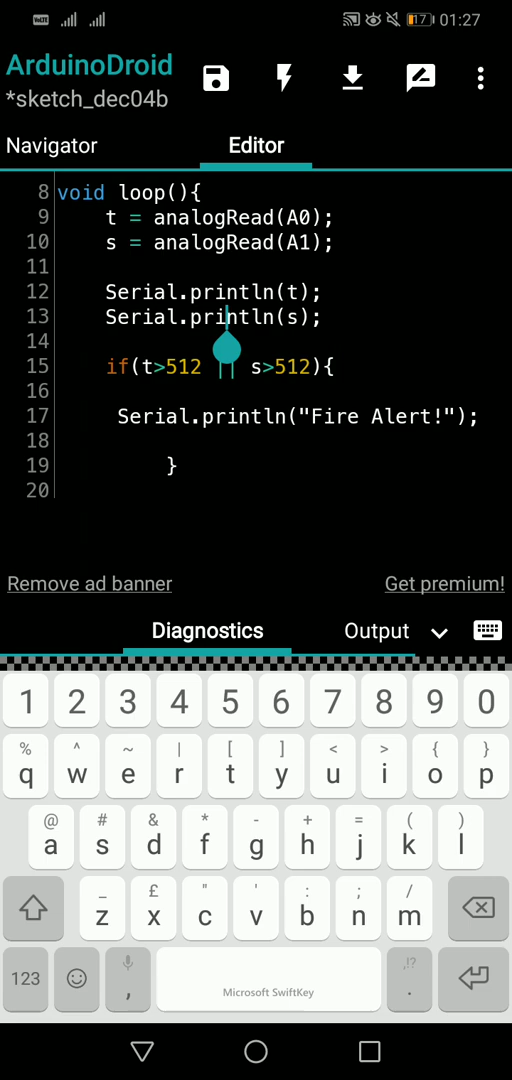 VoLTE 17 01:27
ArduinoDroid
*sketch_dec04b
Navigator Editor
8 void loop(){
9 t = analogRead(A0);
10 s = analogRead(A1);
11
12 Serial.println(t);
13 Serial.println(s);
14
15 if(t>512 || s>512){
16
17 Serial.println("Fire Alert!");
18
19 }
20
Remove ad banner Get premium!
Diagnostics Output
1 2 3 4 5 6 7 8 9 0
% ^ ~ | [ ] < > { }
q w e r t y u i o p
@ # & * - + = ( )
a s d f g h j k l
_ £ " ' : ; /
z x c v b n m
,!?
123 , Microsoft SwiftKey .